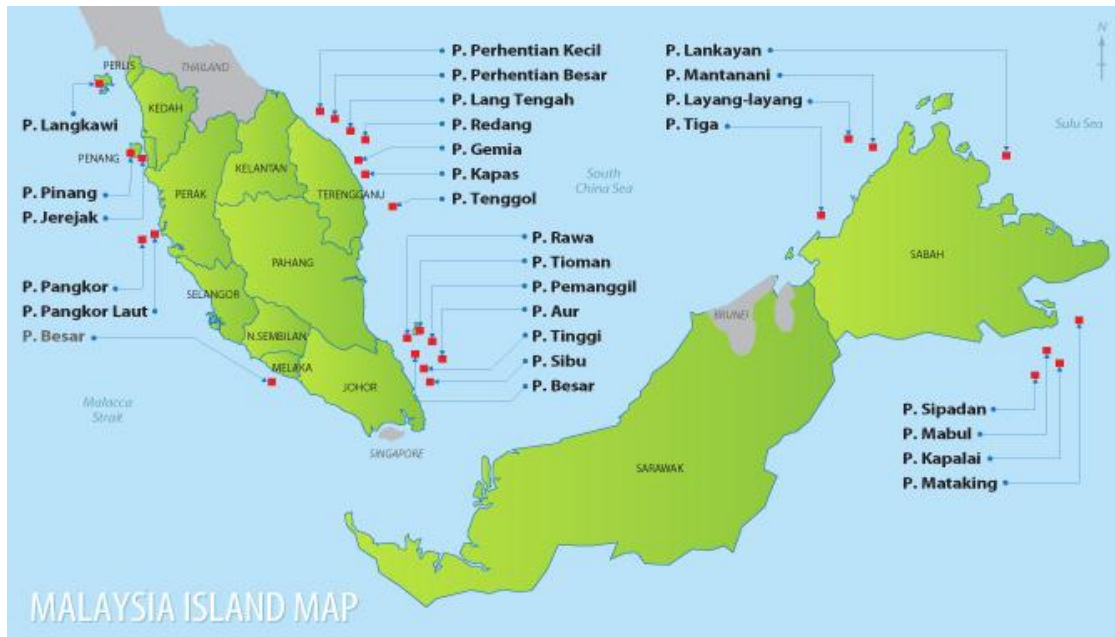 P. Perhentian Kecil
P. Perhentian Besar
P. Lang Tengah
P. Redang
P. Gemia
P. Kapas
P. Tenggol
P. Lankayan
P. Mantanani
P. Layang-layang
P. Tiga
N
Sulu Sea
South
China Sea
THAILAND
PERLIS
KEDAH
P. Langkawi
PENANG
P. Pinang
P. Jerejak
PERAK
KELANTAN
TERENGGANU
PAHANG
SELANGOR
N.SEMBILAN
MELAKA
JOHOR
P. Pangkor
P. Pangkor Laut
P. Besar
P. Rawa
P. Tioman
P. Pemanggil
P. Aur
P. Tinggi
P. Sibu
P. Besar
Malacca
Strait
SINGAPORE
BRUNEI
SABAH
SARAWAK
P. Sipadan
P. Mabul
P. Kapalai
P. Mataking
MALAYSIA ISLAND MAP